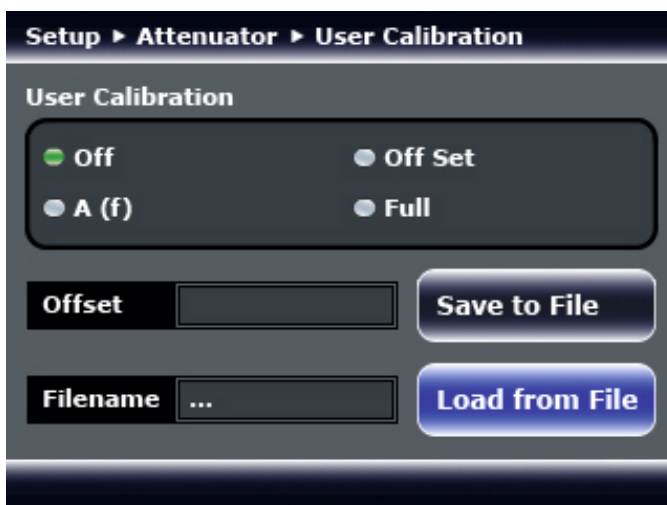 Setup ▶ Attenuator ▶ User Calibration
User Calibration
Off
Off Set
A (f)
Full
Offset
Save to File
Filename ...
Load from File